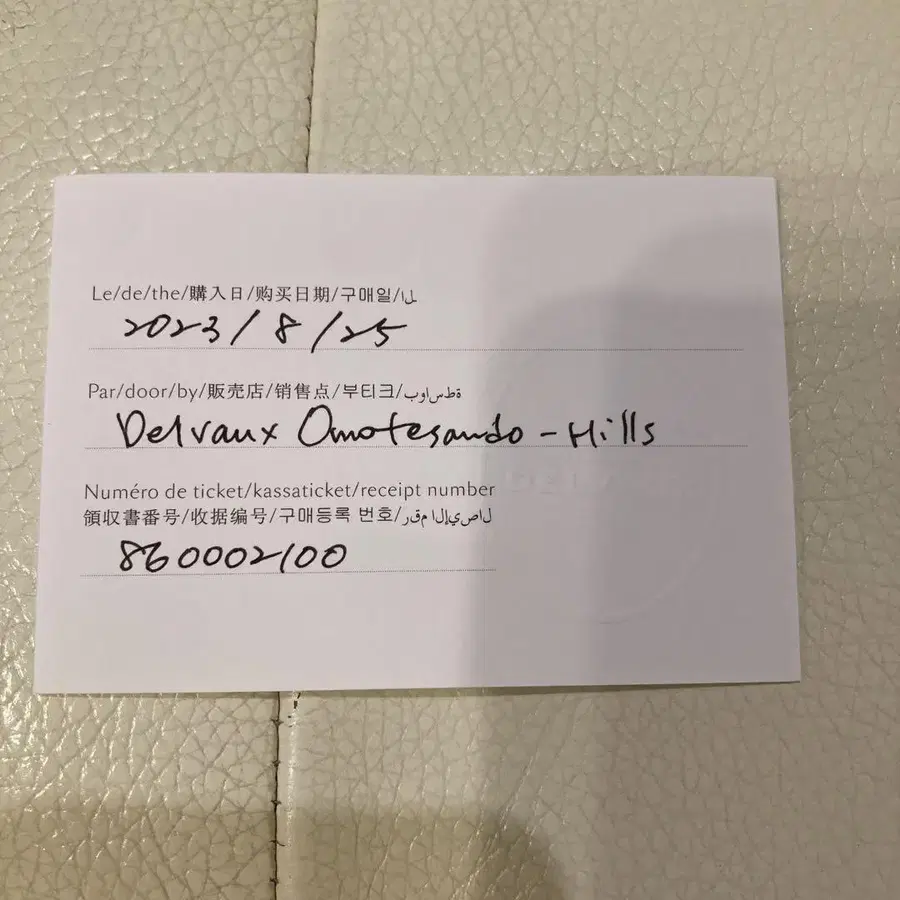 Le/de/the/購入日/购买日期/구매일/ال
2023/8/25
Par/door/by/販売店/销售点/부티크/بواسطة
Delvaux Omotesando-Hills
Numéro de ticket/kassaticket/receipt number
領収書番号/收据编号/구매등록 번호/رقم الإيصال
860002100